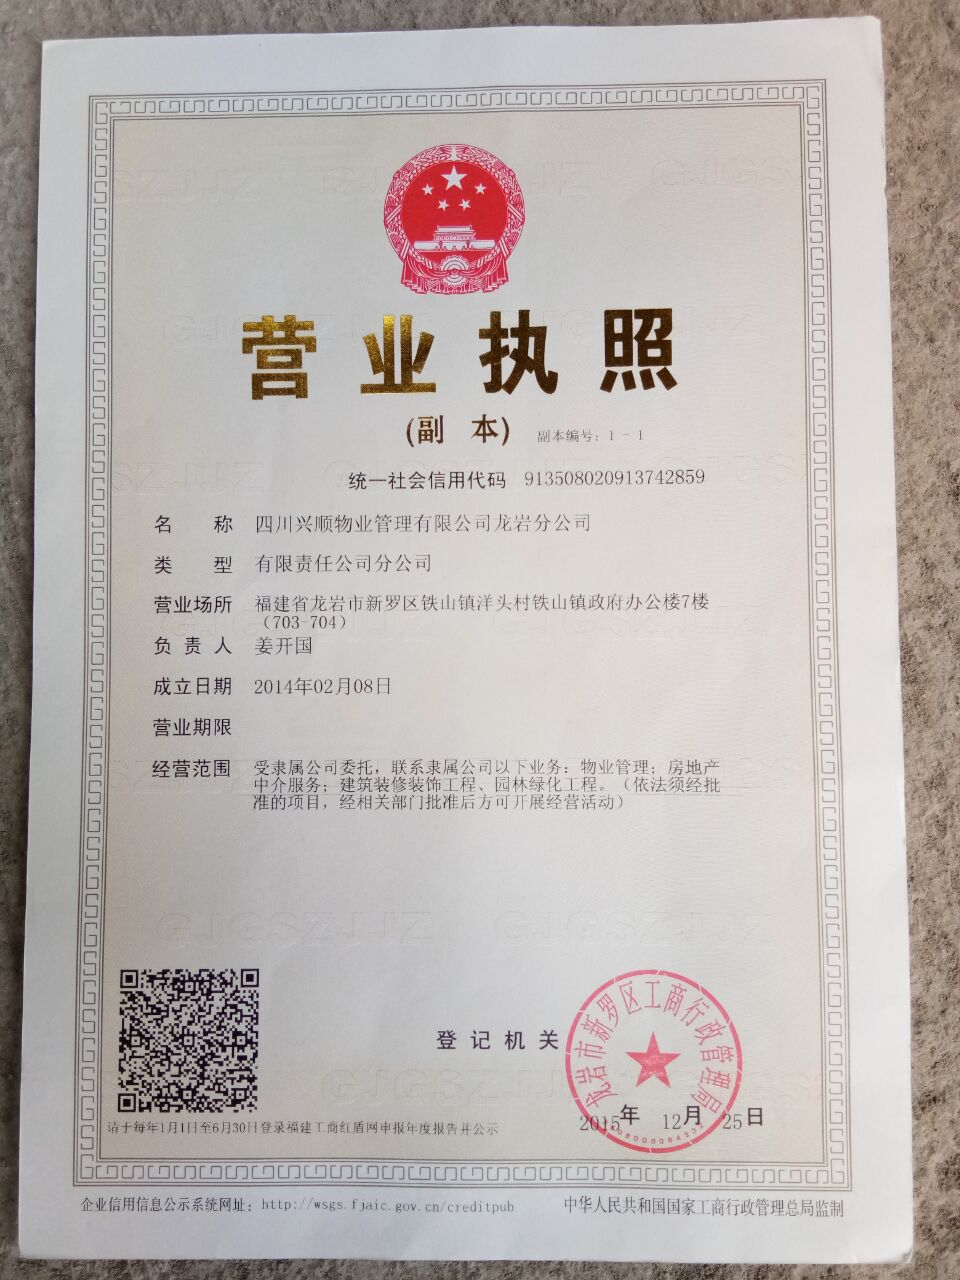 营业执照
(副 本) 副本编号：1 - 1
统一社会信用代码 913508020913742859
名 称 四川兴顺物业管理有限公司龙岩分公司
类 型 有限责任公司分公司
营业场所 福建省龙岩市新罗区铁山镇洋头村铁山镇政府办公楼7楼
（703-704）
负 责 人 姜开国
成立日期 2014年02月08日
营业期限
经营范围 受隶属公司委托，联系隶属公司以下业务：物业管理；房地产
中介服务；建筑装修装饰工程、园林绿化工程。（依法须经批
准的项目，经相关部门批准后方可开展经营活动）
登 记 机 关
龙岩市新罗区工商行政管理局
2015年 12月 25日
请于每年1月1日至6月30日登录福建工商红盾网申报年度报告并公示
企业信用信息公示系统网址：http://wsgs.fjaic.gov.cn/creditpub
中华人民共和国国家工商行政管理总局监制